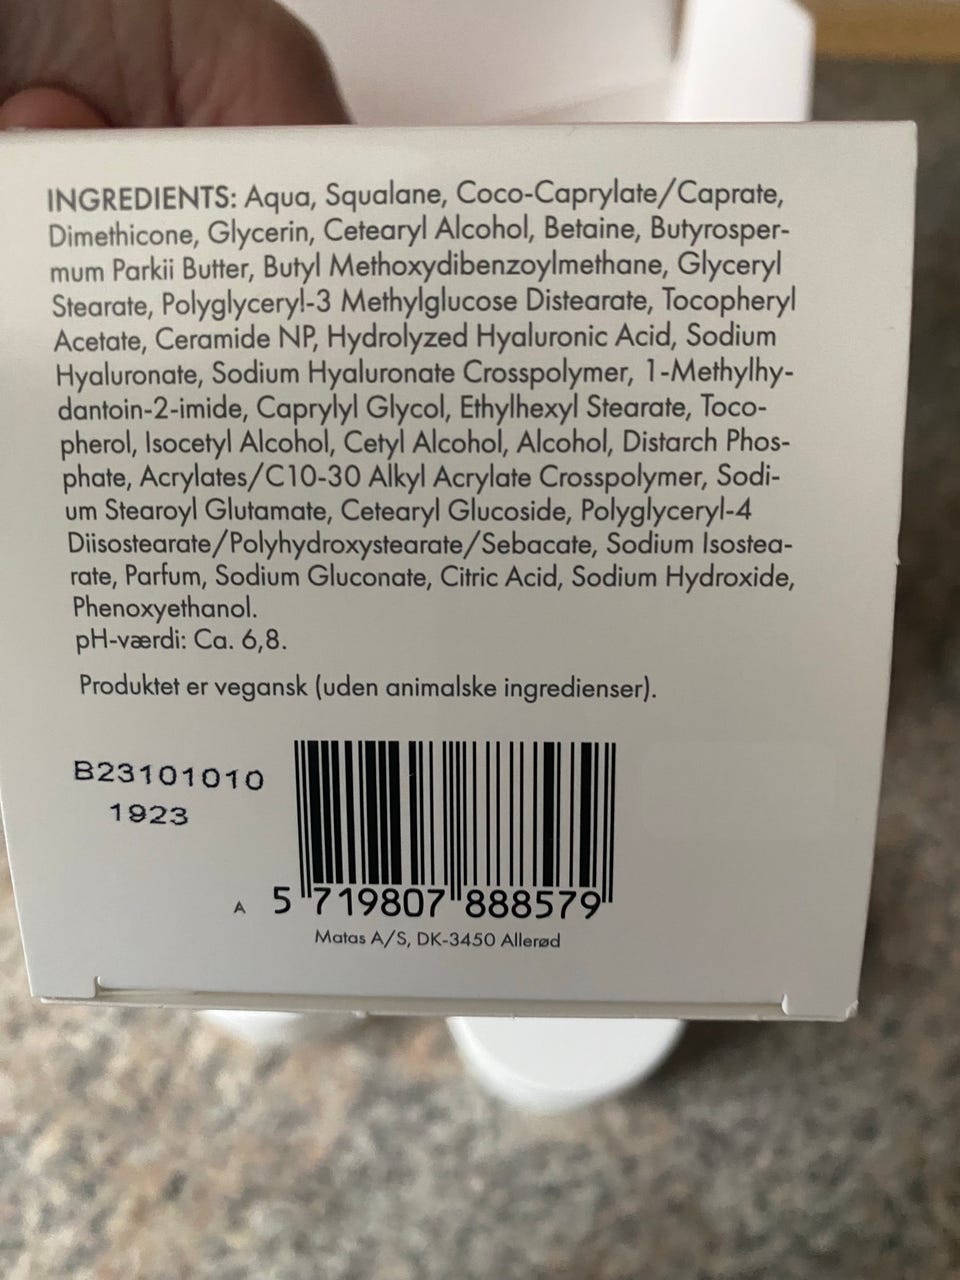 INGREDIENTS: Aqua, Squalane, Coco-Caprylate/Caprate,
Dimethicone, Glycerin, Cetearyl Alcohol, Betaine, Butyrosper-
mum Parkii Butter, Butyl Methoxydibenzoylmethane, Glyceryl
Stearate, Polyglyceryl-3 Methylglucose Distearate, Tocopheryl
Acetate, Ceramide NP, Hydrolyzed Hyaluronic Acid, Sodium
Hyaluronate, Sodium Hyaluronate Crosspolymer, 1-Methylhy-
dantoin-2-imide, Caprylyl Glycol, Ethylhexyl Stearate, Toco-
pherol, Isocetyl Alcohol, Cetyl Alcohol, Alcohol, Distarch Phos-
phate, Acrylates/C10-30 Alkyl Acrylate Crosspolymer, Sodi-
um Stearoyl Glutamate, Cetearyl Glucoside, Polyglyceryl-4
Diisostearate/Polyhydroxystearate/Sebacate, Sodium Isostea-
rate, Parfum, Sodium Gluconate, Citric Acid, Sodium Hydroxide,
Phenoxyethanol.
pH-værdi: Ca. 6,8.
Produktet er vegansk (uden animalske ingredienser).
B23101010
1923
A 5 719807 888579
Matas A/S, DK-3450 Allerød